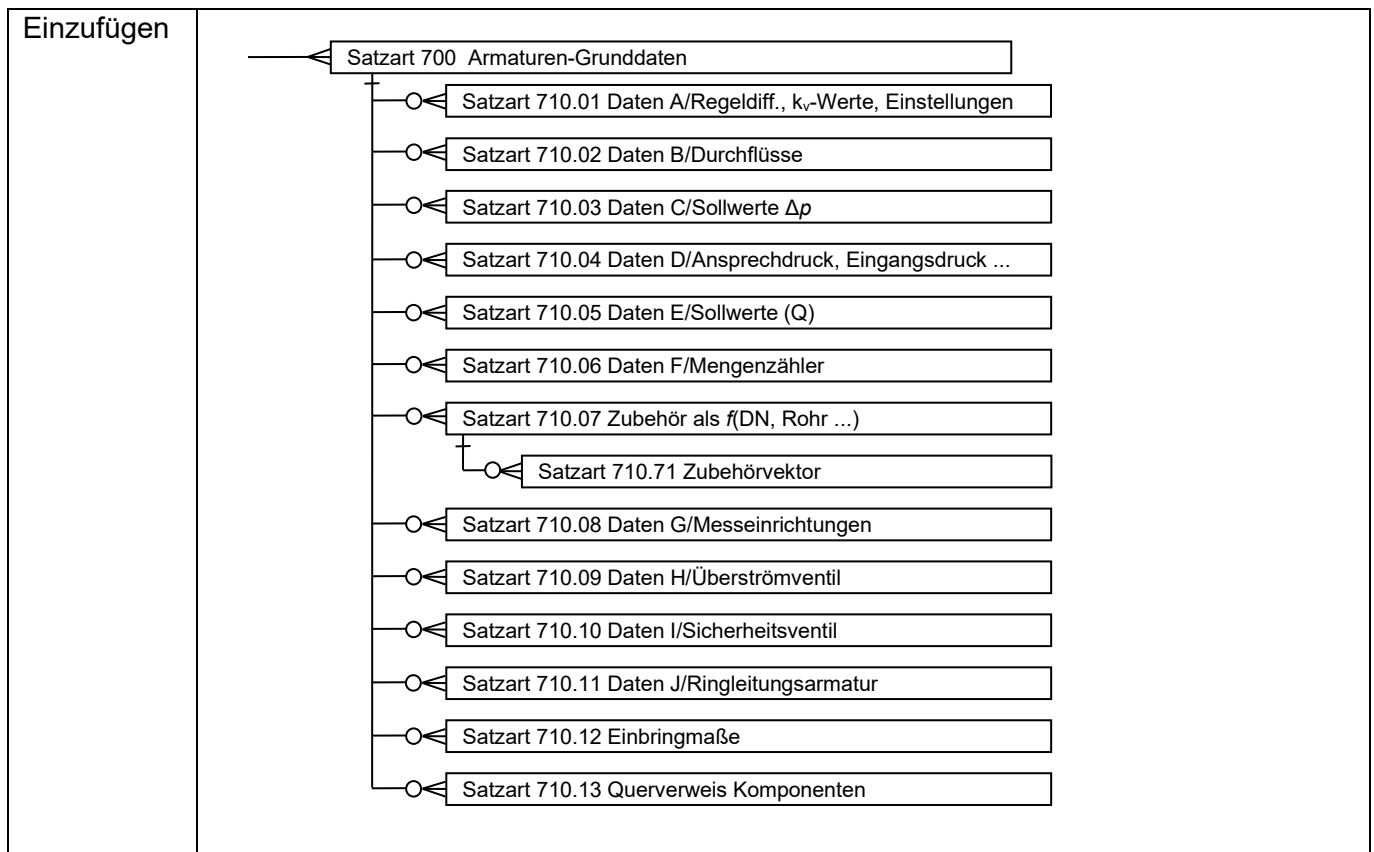 Einzufügen
Satzart 700 Armaturen-Grunddaten
Satzart 710.01 Daten A/Regeldiff., kv-Werte, Einstellungen
Satzart 710.02 Daten B/Durchflüsse
Satzart 710.03 Daten C/Sollwerte Δp
Satzart 710.04 Daten D/Ansprechdruck, Eingangsdruck ...
Satzart 710.05 Daten E/Sollwerte (Q)
Satzart 710.06 Daten F/Mengenzähler
Satzart 710.07 Zubehör als f(DN, Rohr ...)
Satzart 710.71 Zubehörvektor
Satzart 710.08 Daten G/Messeinrichtungen
Satzart 710.09 Daten H/Überströmventil
Satzart 710.10 Daten I/Sicherheitsventil
Satzart 710.11 Daten J/Ringleitungsarmatur
Satzart 710.12 Einbringmaße
Satzart 710.13 Querverweis Komponenten